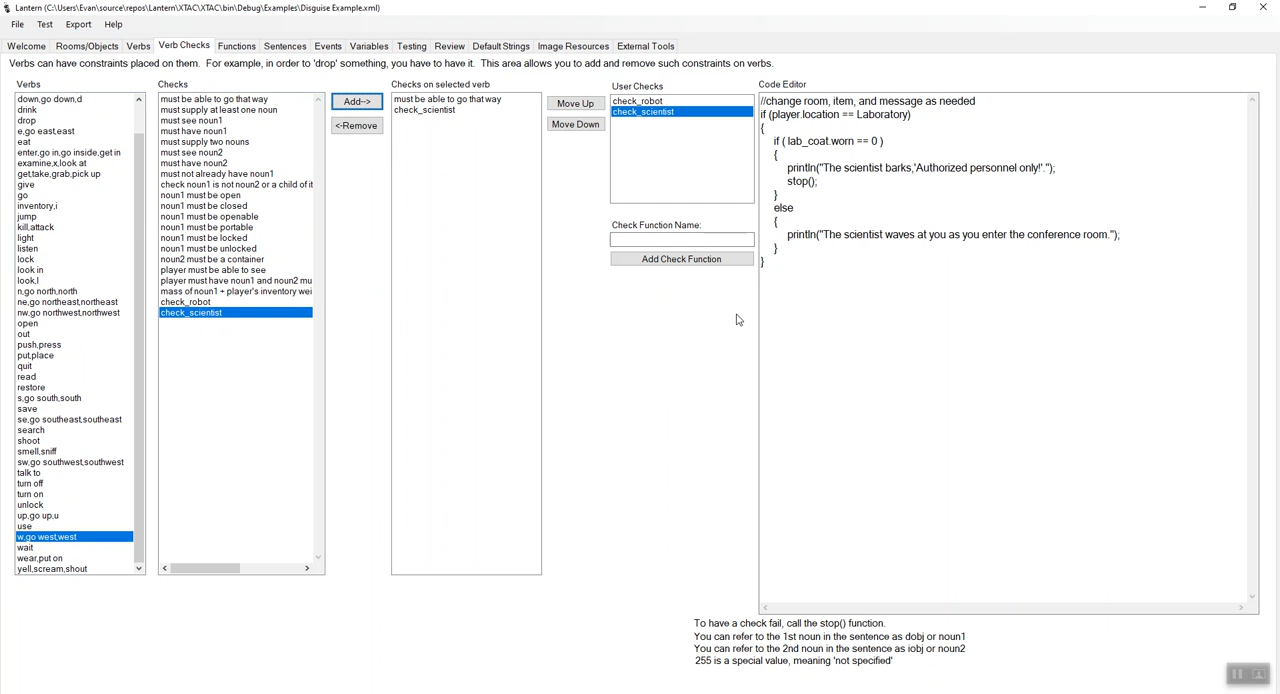 Lantern (C:\Users\Evan\source\repos\Lantern\XTAC\XTAC\bin\Debug\Examples\Disguise Example.xml)
File Test Export Help
Welcome Rooms/Objects Verbs Verb Checks Functions Sentences Events Variables Testing Review Default Strings Image Resources External Tools
Verbs can have constraints placed on them. For example, in order to 'drop' something, you have to have it. This area allows you to add and remove such constraints on verbs.
Verbs
down,go down,d
drink
drop
e,go east,east
eat
enter,go in,go inside,get in
examine,x,look at
get,take,grab,pick up
give
go
inventory,i
jump
kill,attack
light
listen
lock
look in
look,l
n,go north,north
ne,go northeast,northeast
nw,go northwest,northwest
open
out
push,press
put,place
quit
read
restore
s,go south,south
save
se,go southeast,southeast
search
shoot
smell,sniff
sw,go southwest,southwest
talk to
turn off
turn on
unlock
up,go up,u
use
w,go west,west
wait
wear,put on
yell,scream,shout
Checks
must be able to go that way
must supply at least one noun
must see noun1
must have noun1
must supply two nouns
must see noun2
must have noun2
must not already have noun1
check noun1 is not noun2 or a child of it
noun1 must be open
noun1 must be closed
noun1 must be openable
noun1 must be portable
noun1 must be locked
noun1 must be unlocked
noun2 must be a container
player must be able to see
player must have noun1 and noun2 mu
mass of noun1 + player's inventory wei
check_robot
check_scientist
Add-->
<-Remove
Checks on selected verb
must be able to go that way
check_scientist
Move Up
Move Down
User Checks
check_robot
check_scientist
Check Function Name:
Add Check Function
Code Editor
//change room, item, and message as needed
if (player.location == Laboratory)
{
if ( lab_coat.worn == 0 )
{
println("The scientist barks,'Authorized personnel only!'.");
stop();
}
else
{
println("The scientist waves at you as you enter the conference room.");
}
}
To have a check fail, call the stop() function.
You can refer to the 1st noun in the sentence as dobj or noun1
You can refer to the 2nd noun in the sentence as iobj or noun2
255 is a special value, meaning 'not specified'